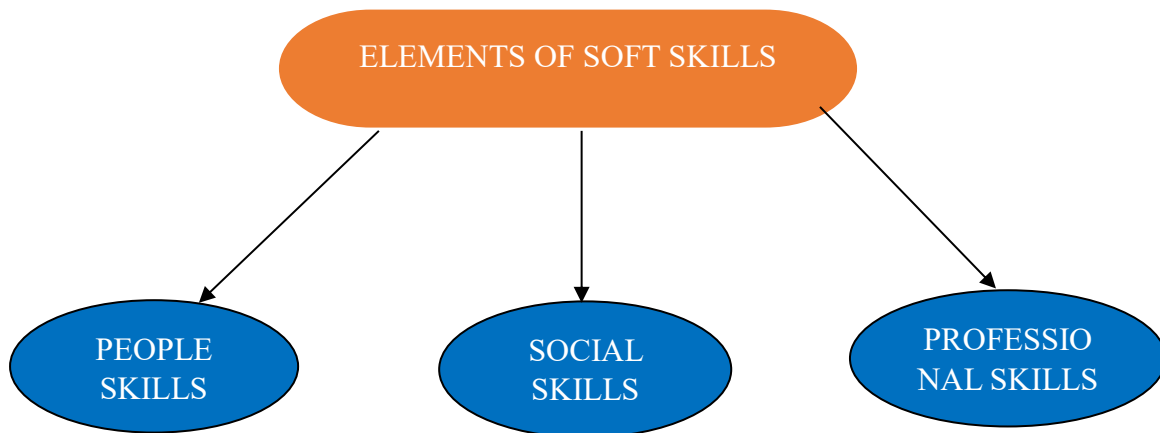 ELEMENTS OF SOFT SKILLS
PEOPLE
SKILLS
SOCIAL
SKILLS
PROFESSIO
NAL SKILLS